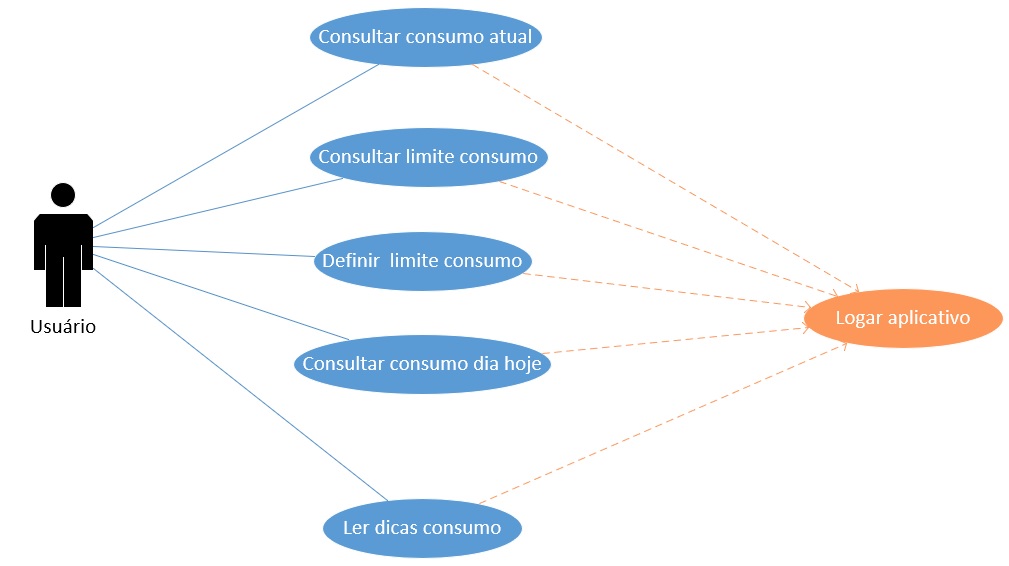 Consultar consumo atual
Consultar limite consumo
Definir  limite consumo
Logar aplicativo
Usuário
Consultar consumo dia hoje
Ler dicas consumo